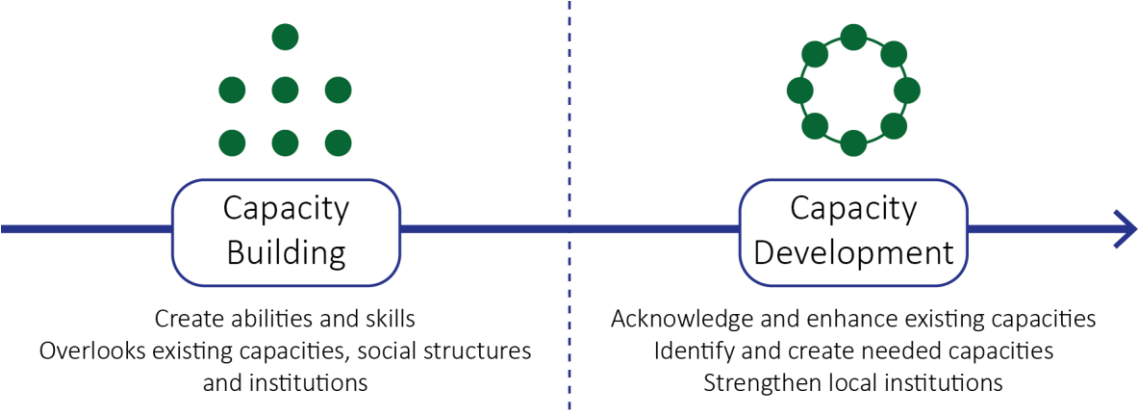 Capacity
Building
Create abilities and skills
Overlooks existing capacities, social structures
and institutions
Capacity
Development
Acknowledge and enhance existing capacities
Identify and create needed capacities
Strengthen local institutions